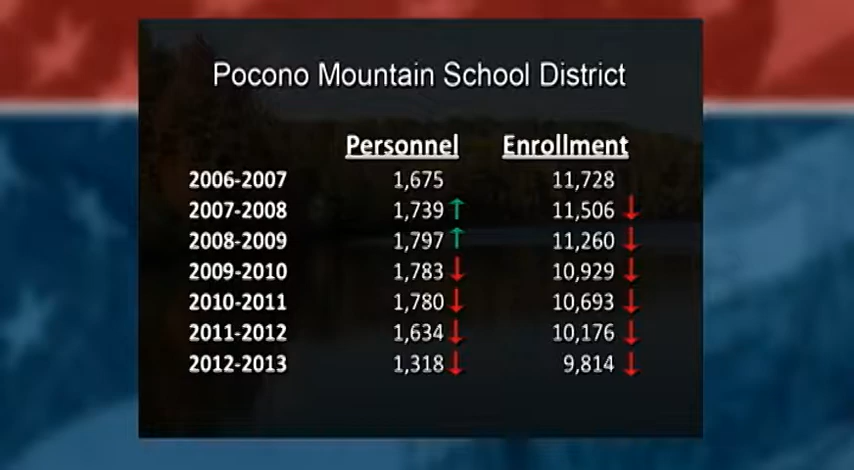 Pocono Mountain School District
Personnel Enrollment
2006-2007 1,675 11,728
2007-2008 1,739 ↑ 11,506 ↓
2008-2009 1,797 ↑ 11,260 ↓
2009-2010 1,783 ↓ 10,929 ↓
2010-2011 1,780 ↓ 10,693 ↓
2011-2012 1,634 ↓ 10,176 ↓
2012-2013 1,318 ↓ 9,814 ↓